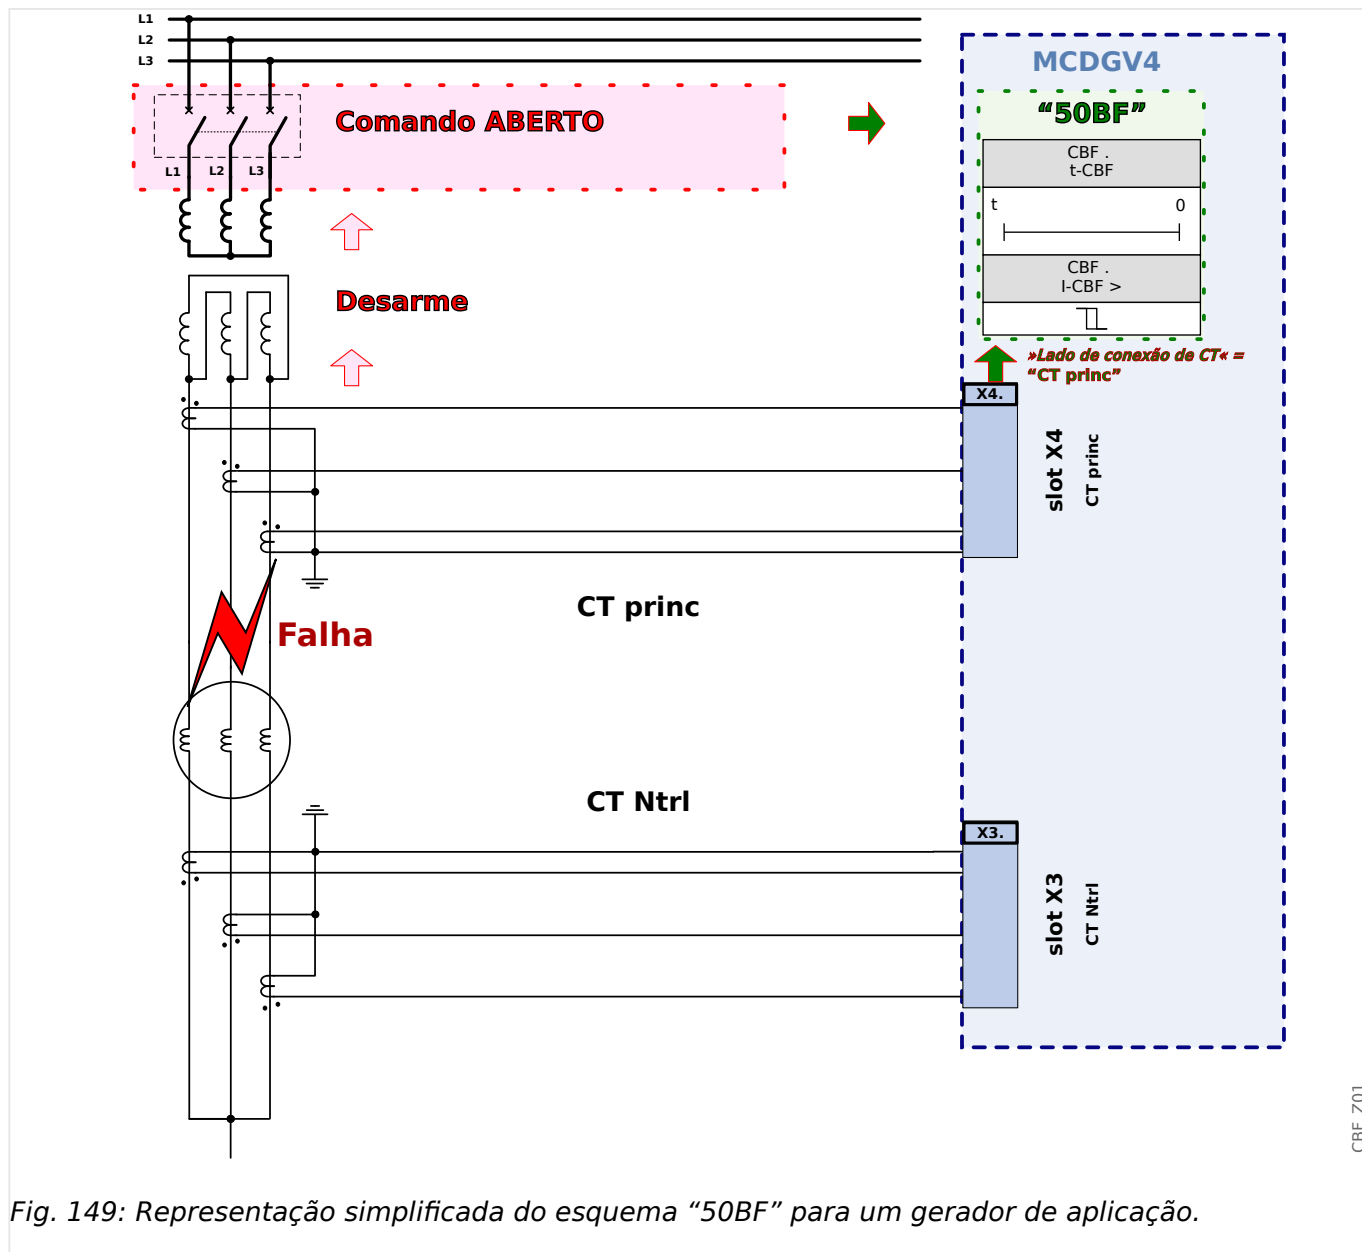 L1
L2
L3
MCDGV4
Comando ABERTO
“50BF”
CBF .
t-CBF
L1
L2
L3
t
0
CBF .
I-CBF >
Desarme
»Lado de conexão de CT« =
“CT princ”
X4.
slot X4
CT princ
CT princ
Falha
CT Ntrl
X3.
slot X3
CT Ntrl
CBF_Z01
Fig. 149: Representação simplificada do esquema “50BF” para um gerador de aplicação.